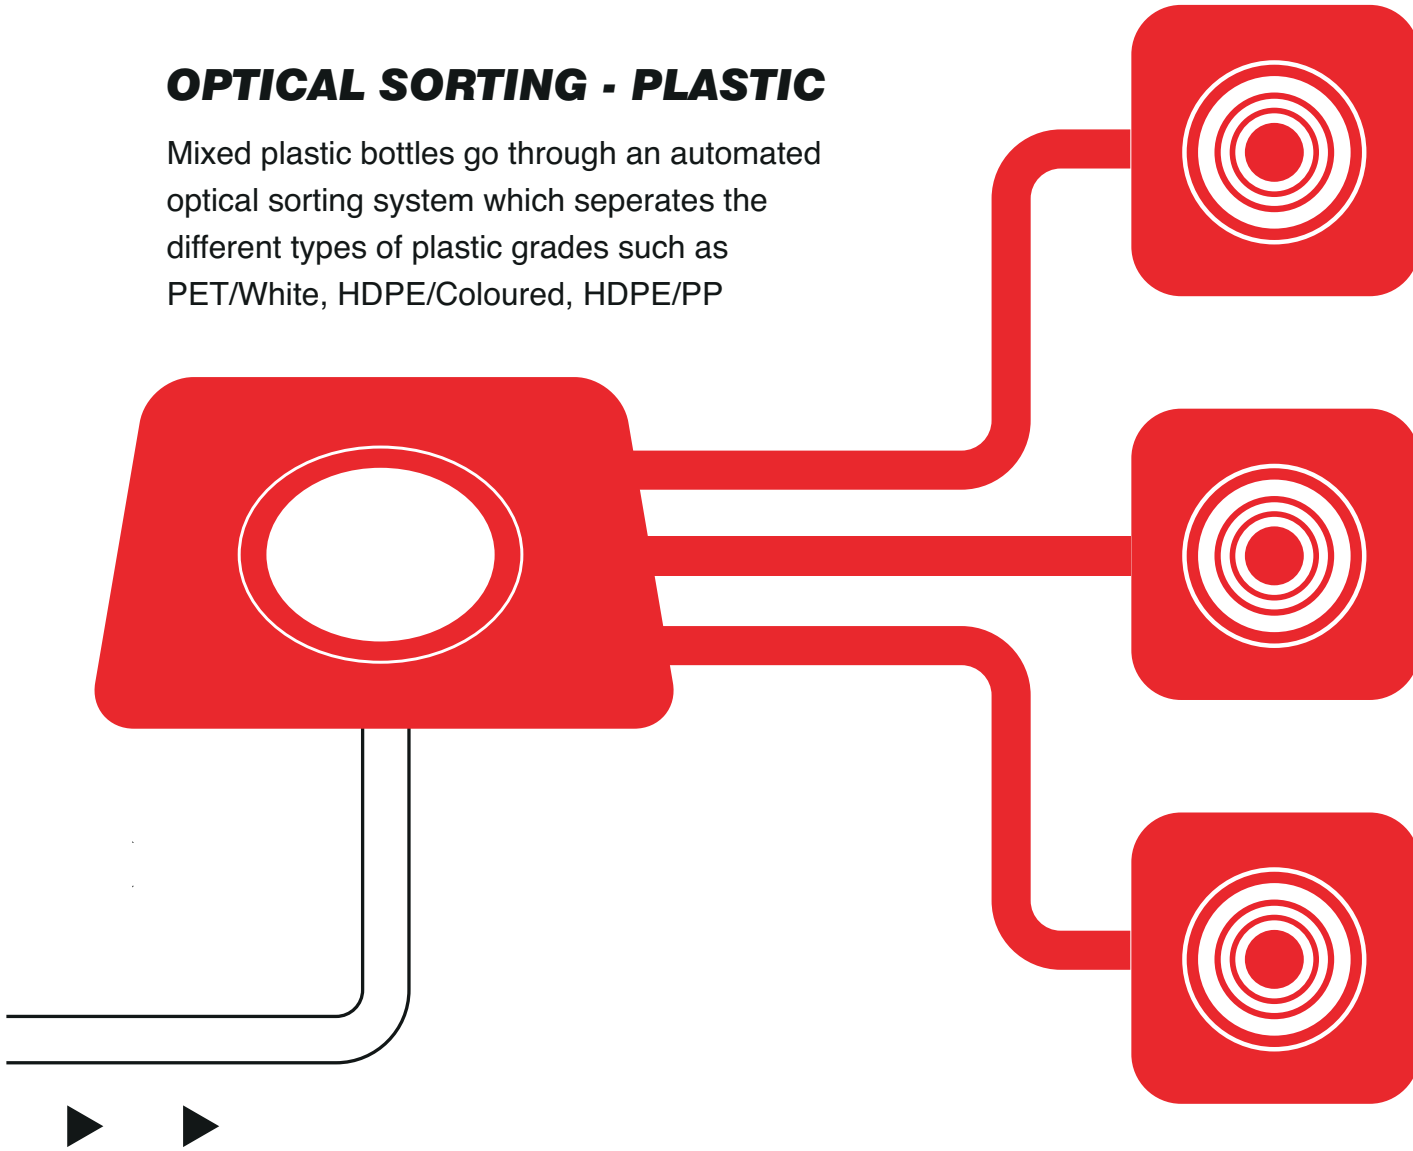 OPTICAL SORTING - PLASTIC
Mixed plastic bottles go through an automated
optical sorting system which seperates the
different types of plastic grades such as
PET/White, HDPE/Coloured, HDPE/PP